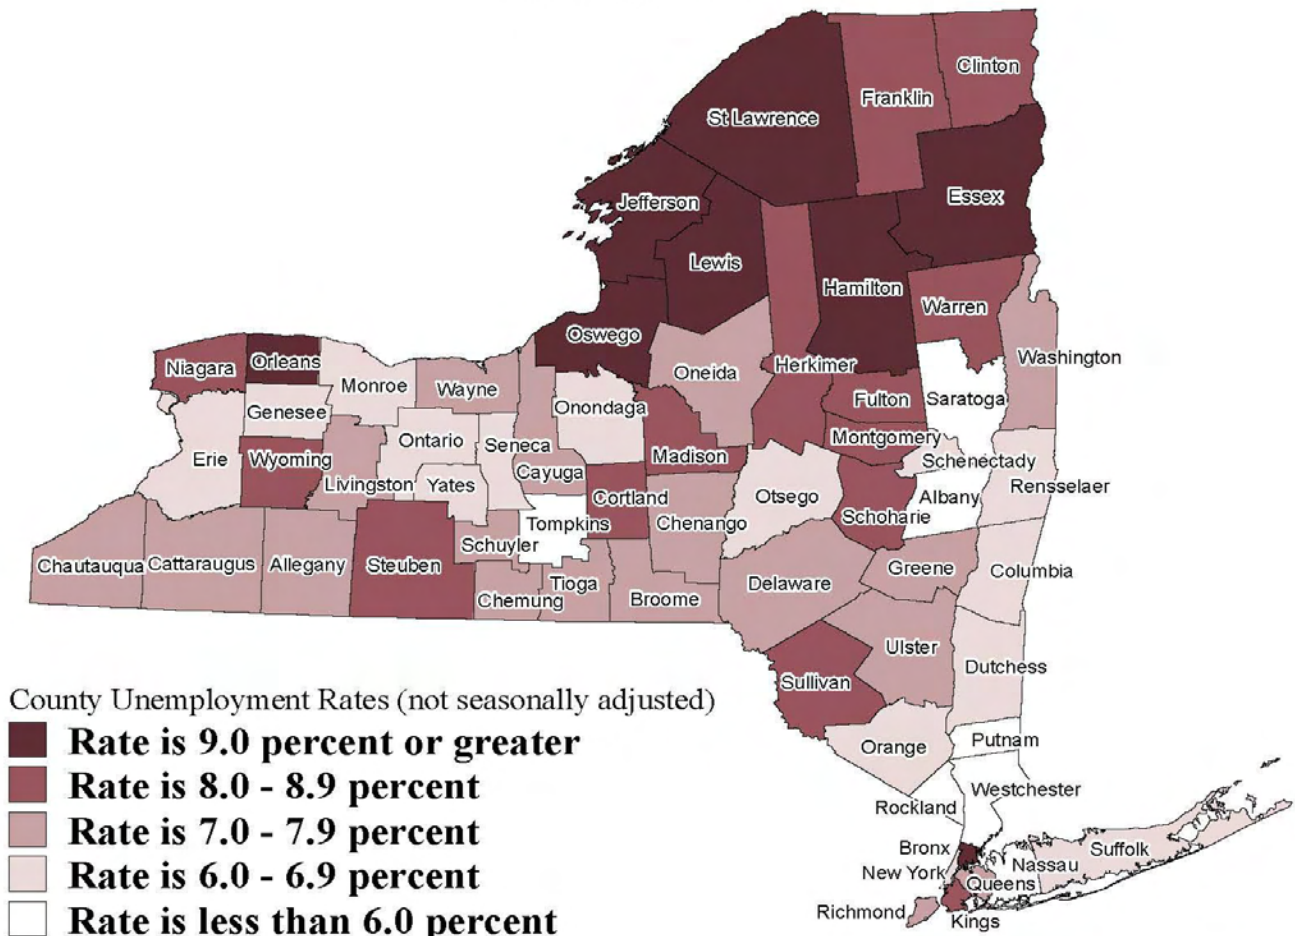 Clinton
Franklin
St Lawrence
Essex
Jefferson
Lewis
Hamilton
Warren
Oswego
Washington
Niagara
Orleans
Herkimer
Oneida
Monroe
Wayne
Fulton
Saratoga
Genesee
Onondaga
Ontario
Montgomery
Seneca
Madison
Erie
Wyoming
Schenectady
Cayuga
Livingston
Yates
Rensselaer
Cortland
Otsego
Albany
Schoharie
Tompkins
Chenango
Schuyler
Chautauqua
Cattaraugus
Allegany
Steuben
Greene
Columbia
Tioga
Delaware
Chemung
Broome
Ulster
Dutchess
Sullivan
Orange
Putnam
Westchester
Rockland
Bronx
Suffolk
Nassau
New York
Queens
Richmond
Kings
County Unemployment Rates (not seasonally adjusted)
Rate is 9.0 percent or greater
Rate is 8.0 - 8.9 percent
Rate is 7.0 - 7.9 percent
Rate is 6.0 - 6.9 percent
Rate is less than 6.0 percent